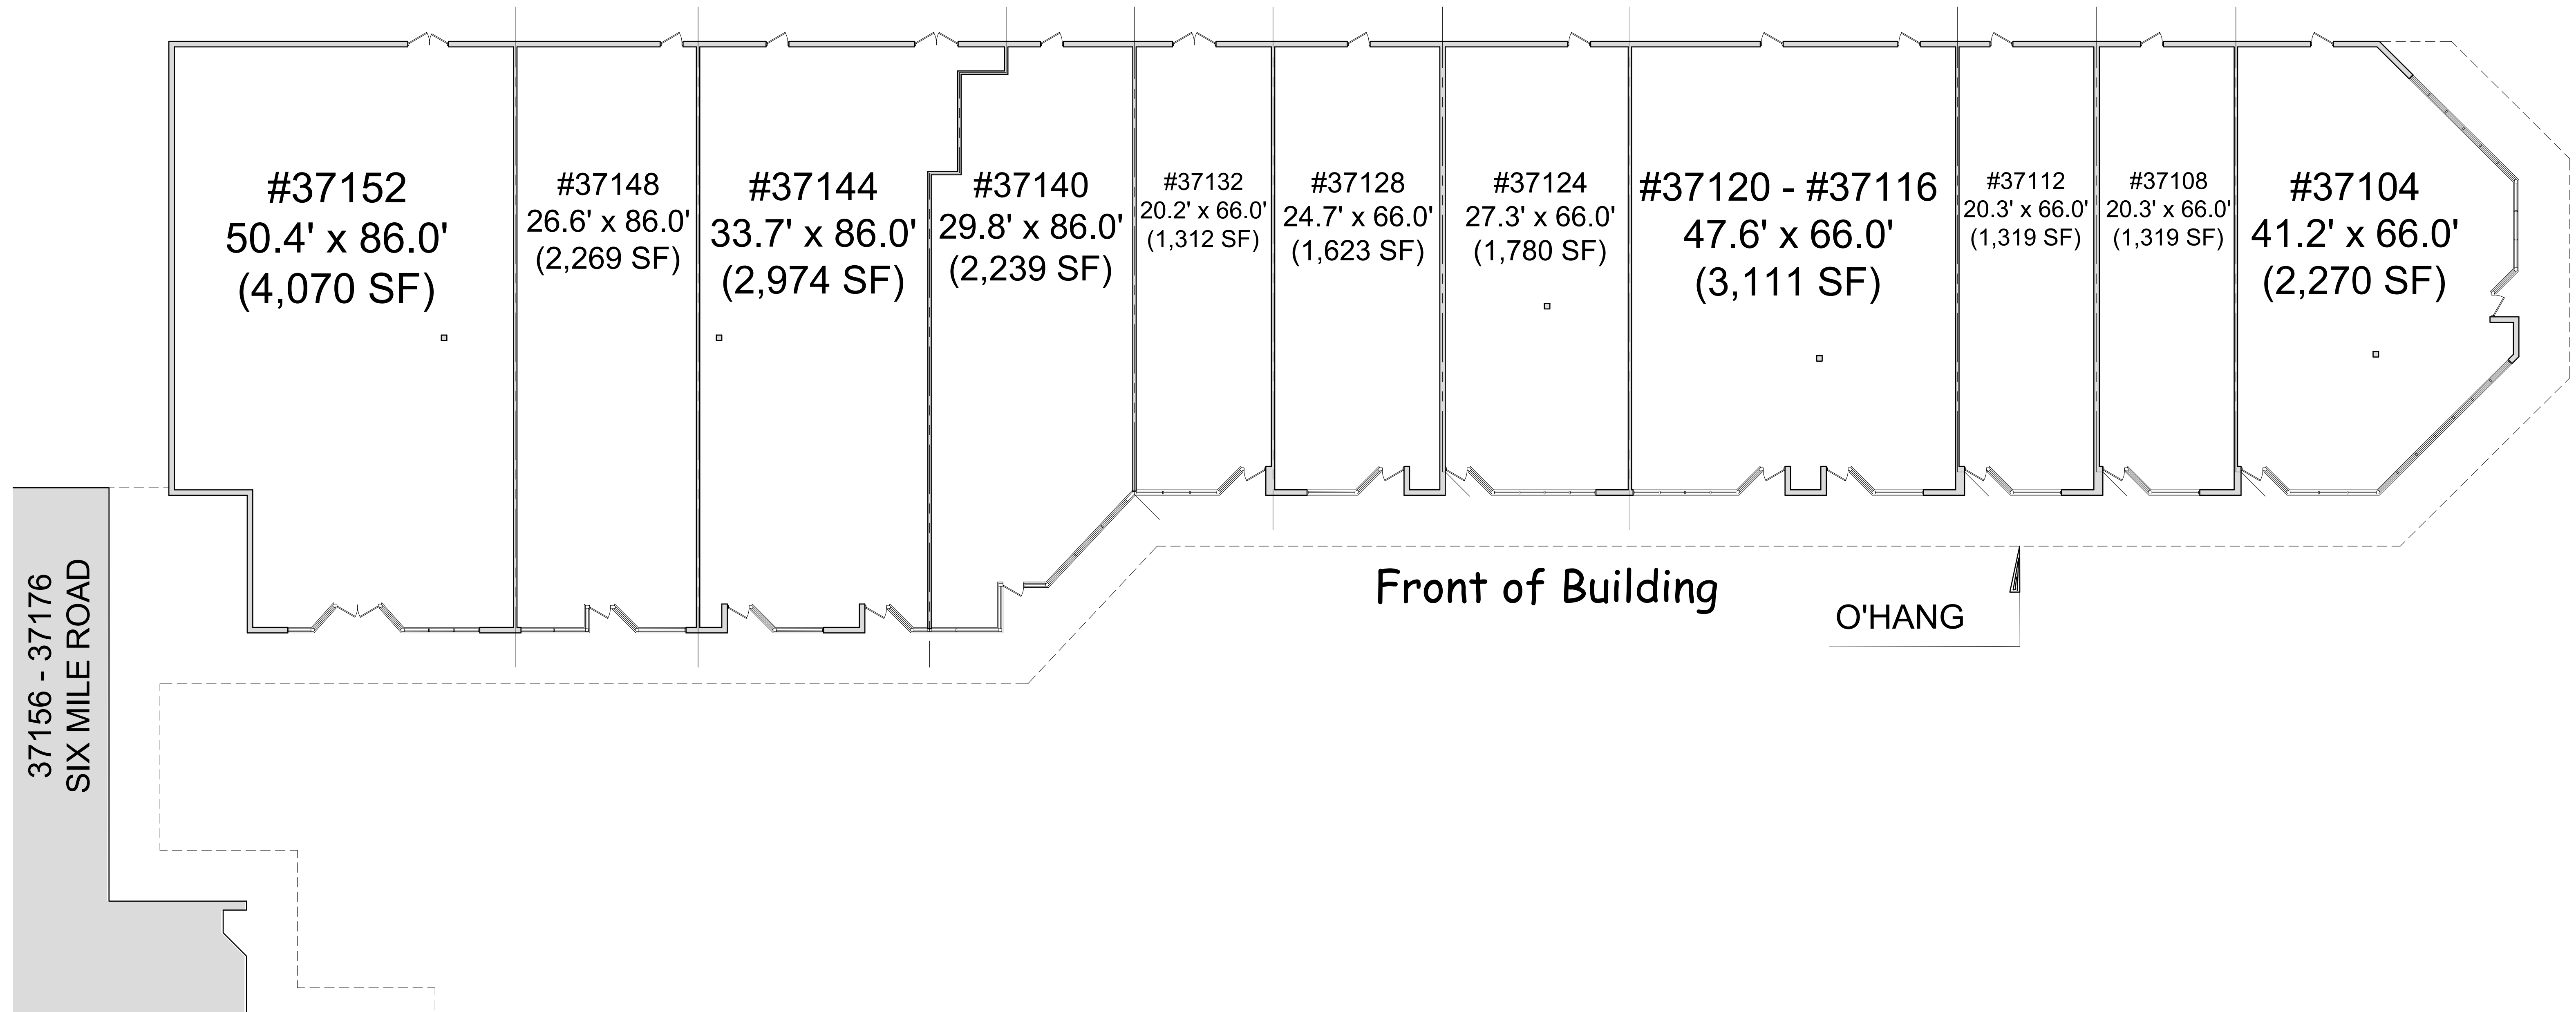 #37152
50.4' x 86.0'
(4,070 SF)
#37148
26.6' x 86.0'
(2,269 SF)
#37144
33.7' x 86.0'
(2,974 SF)
#37140
29.8' x 86.0'
(2,239 SF)
#37132
20.2' x 66.0'
(1,312 SF)
#37128
24.7' x 66.0'
(1,623 SF)
#37124
27.3' x 66.0'
(1,780 SF)
#37120 - #37116
47.6' x 66.0'
(3,111 SF)
#37112
20.3' x 66.0'
(1,319 SF)
#37108
20.3' x 66.0'
(1,319 SF)
#37104
41.2' x 66.0'
(2,270 SF)
Front of Building
O'HANG
37156 - 37176
SIX MILE ROAD